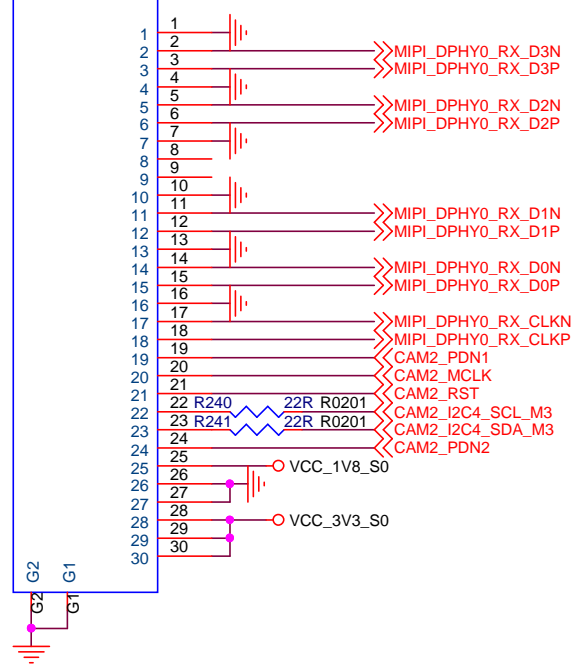 1 1
2 2 MIPI_DPHY0_RX_D3N
3 3 MIPI_DPHY0_RX_D3P
4 4
5 5 MIPI_DPHY0_RX_D2N
6 6 MIPI_DPHY0_RX_D2P
7 7
8 8
9 9
10 10
11 11 MIPI_DPHY0_RX_D1N
12 12 MIPI_DPHY0_RX_D1P
13 13
14 14 MIPI_DPHY0_RX_D0N
15 15 MIPI_DPHY0_RX_D0P
16 16
17 17 MIPI_DPHY0_RX_CLKN
18 18 MIPI_DPHY0_RX_CLKP
19 19 CAM2_PDN1
20 20 CAM2_MCLK
21 21 CAM2_RST
22 22 R240 22R R0201 CAM2_I2C4_SCL_M3
23 23 R241 22R R0201 CAM2_I2C4_SDA_M3
24 24 CAM2_PDN2
25 25 VCC_1V8_S0
26 26
27 27
28 28 VCC_3V3_S0
29 29
30 30
G2 G1
G2 G1